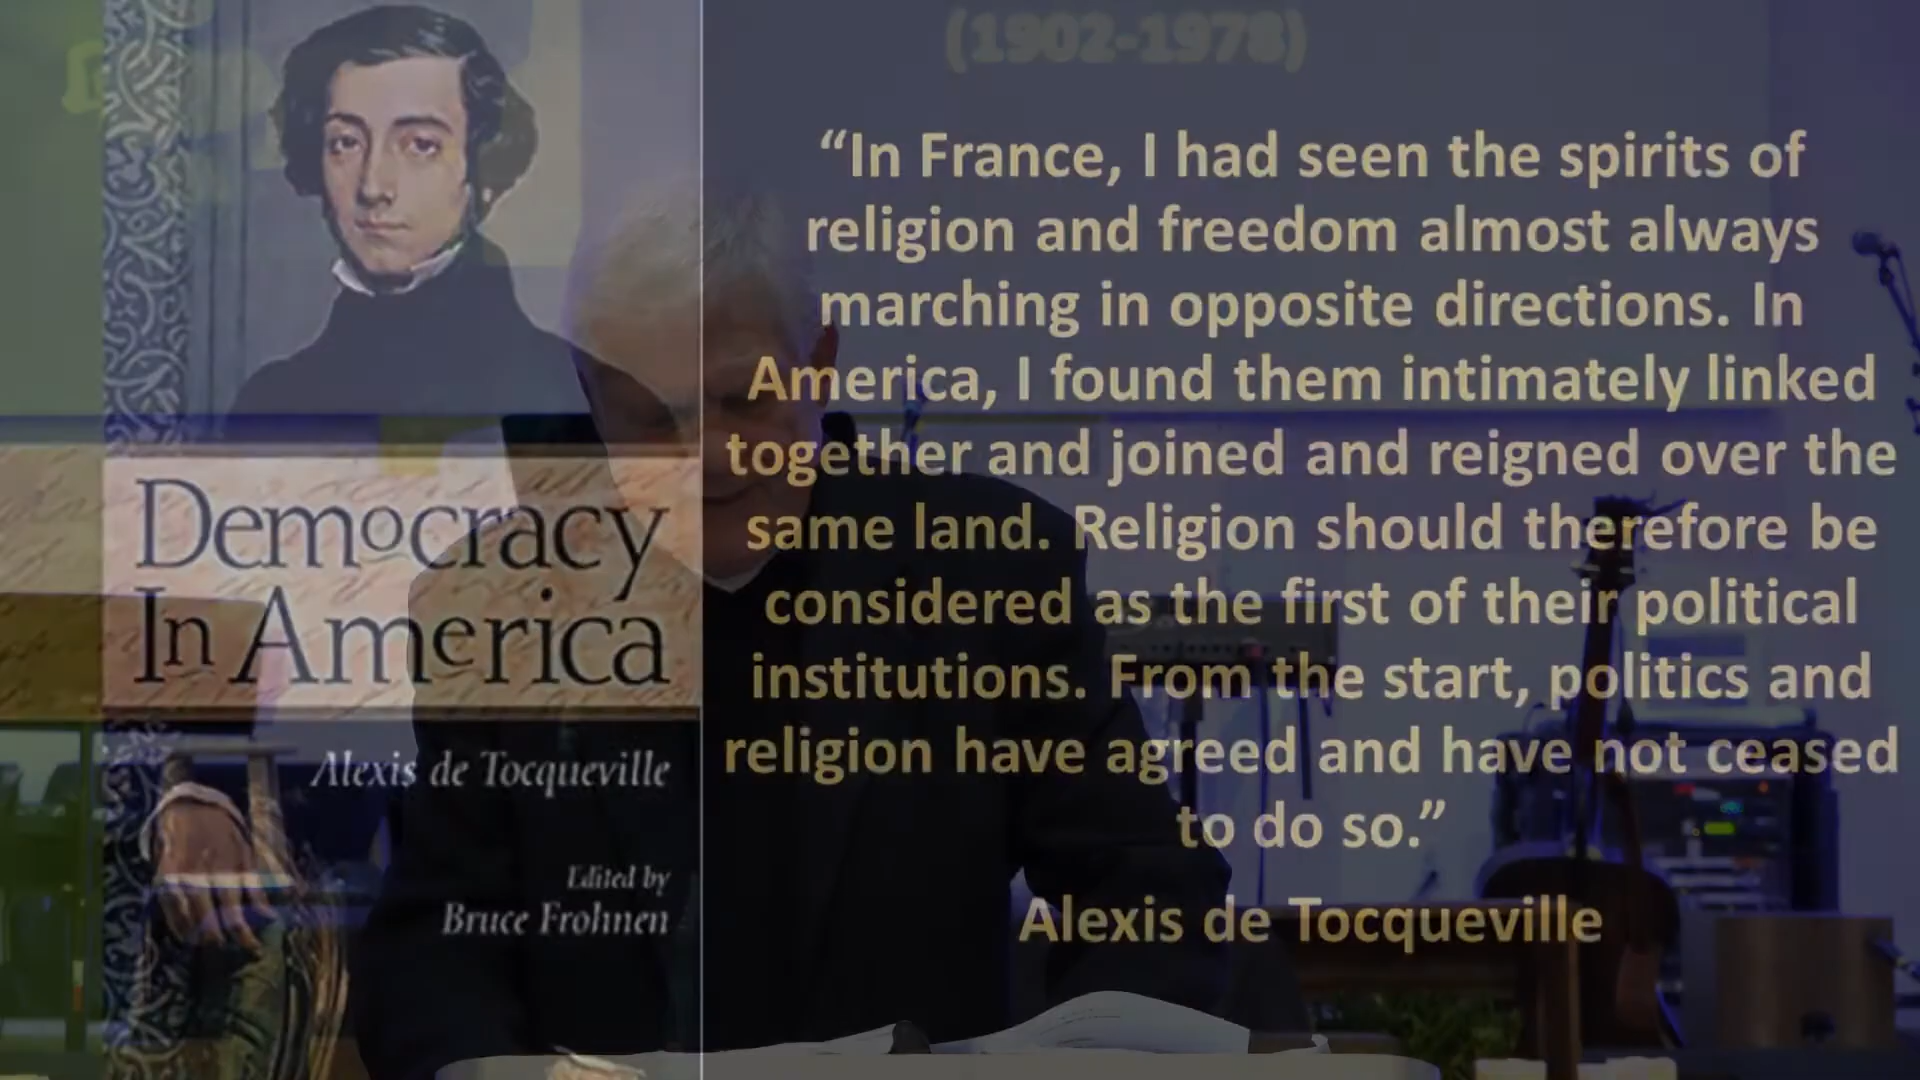 Democracy
In America
Alexis de Tocqueville
Edited by
Bruce Frohnen
(1902-1978)
“In France, I had seen the spirits of
religion and freedom almost always
marching in opposite directions. In
America, I found them intimately linked
together and joined and reigned over the
same land. Religion should therefore be
considered as the first of their political
institutions. From the start, politics and
religion have agreed and have not ceased
to do so.”
Alexis de Tocqueville